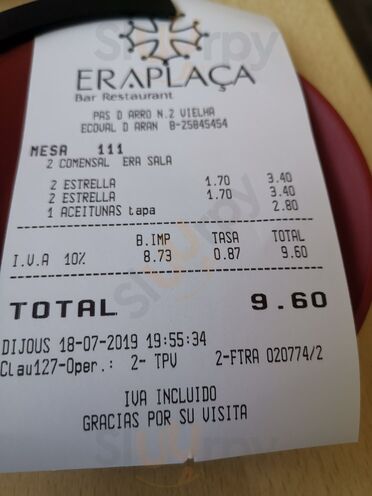 ERAPLAÇA
Bar Restaurant
PAS D ARRO N.2 VIELHA
ECOVAL D ARAN B-25845454
MESA 111
2 COMENSAL ERA SALA
2 ESTRELLA 1.70 3.40
2 ESTRELLA 1.70 3.40
1 ACEITUNAS tapa 2.80
B.IMP TASA TOTAL
I.V.A 10% 8.73 0.87 9.60
TOTAL 9.60
DIJOUS 18-07-2019 19:55:34
Clau127-Oper.: 2- TPV 2-FTRA 020774/2
IVA INCLUIDO
GRACIAS POR SU VISITA